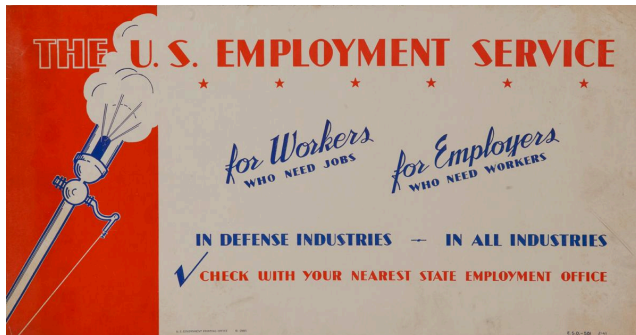 THE U. S. EMPLOYMENT SERVICE
for Workers
WHO NEED JOBS
for Employers
WHO NEED WORKERS
IN DEFENSE INDUSTRIES — IN ALL INDUSTRIES
CHECK WITH YOUR NEAREST STATE EMPLOYMENT OFFICE